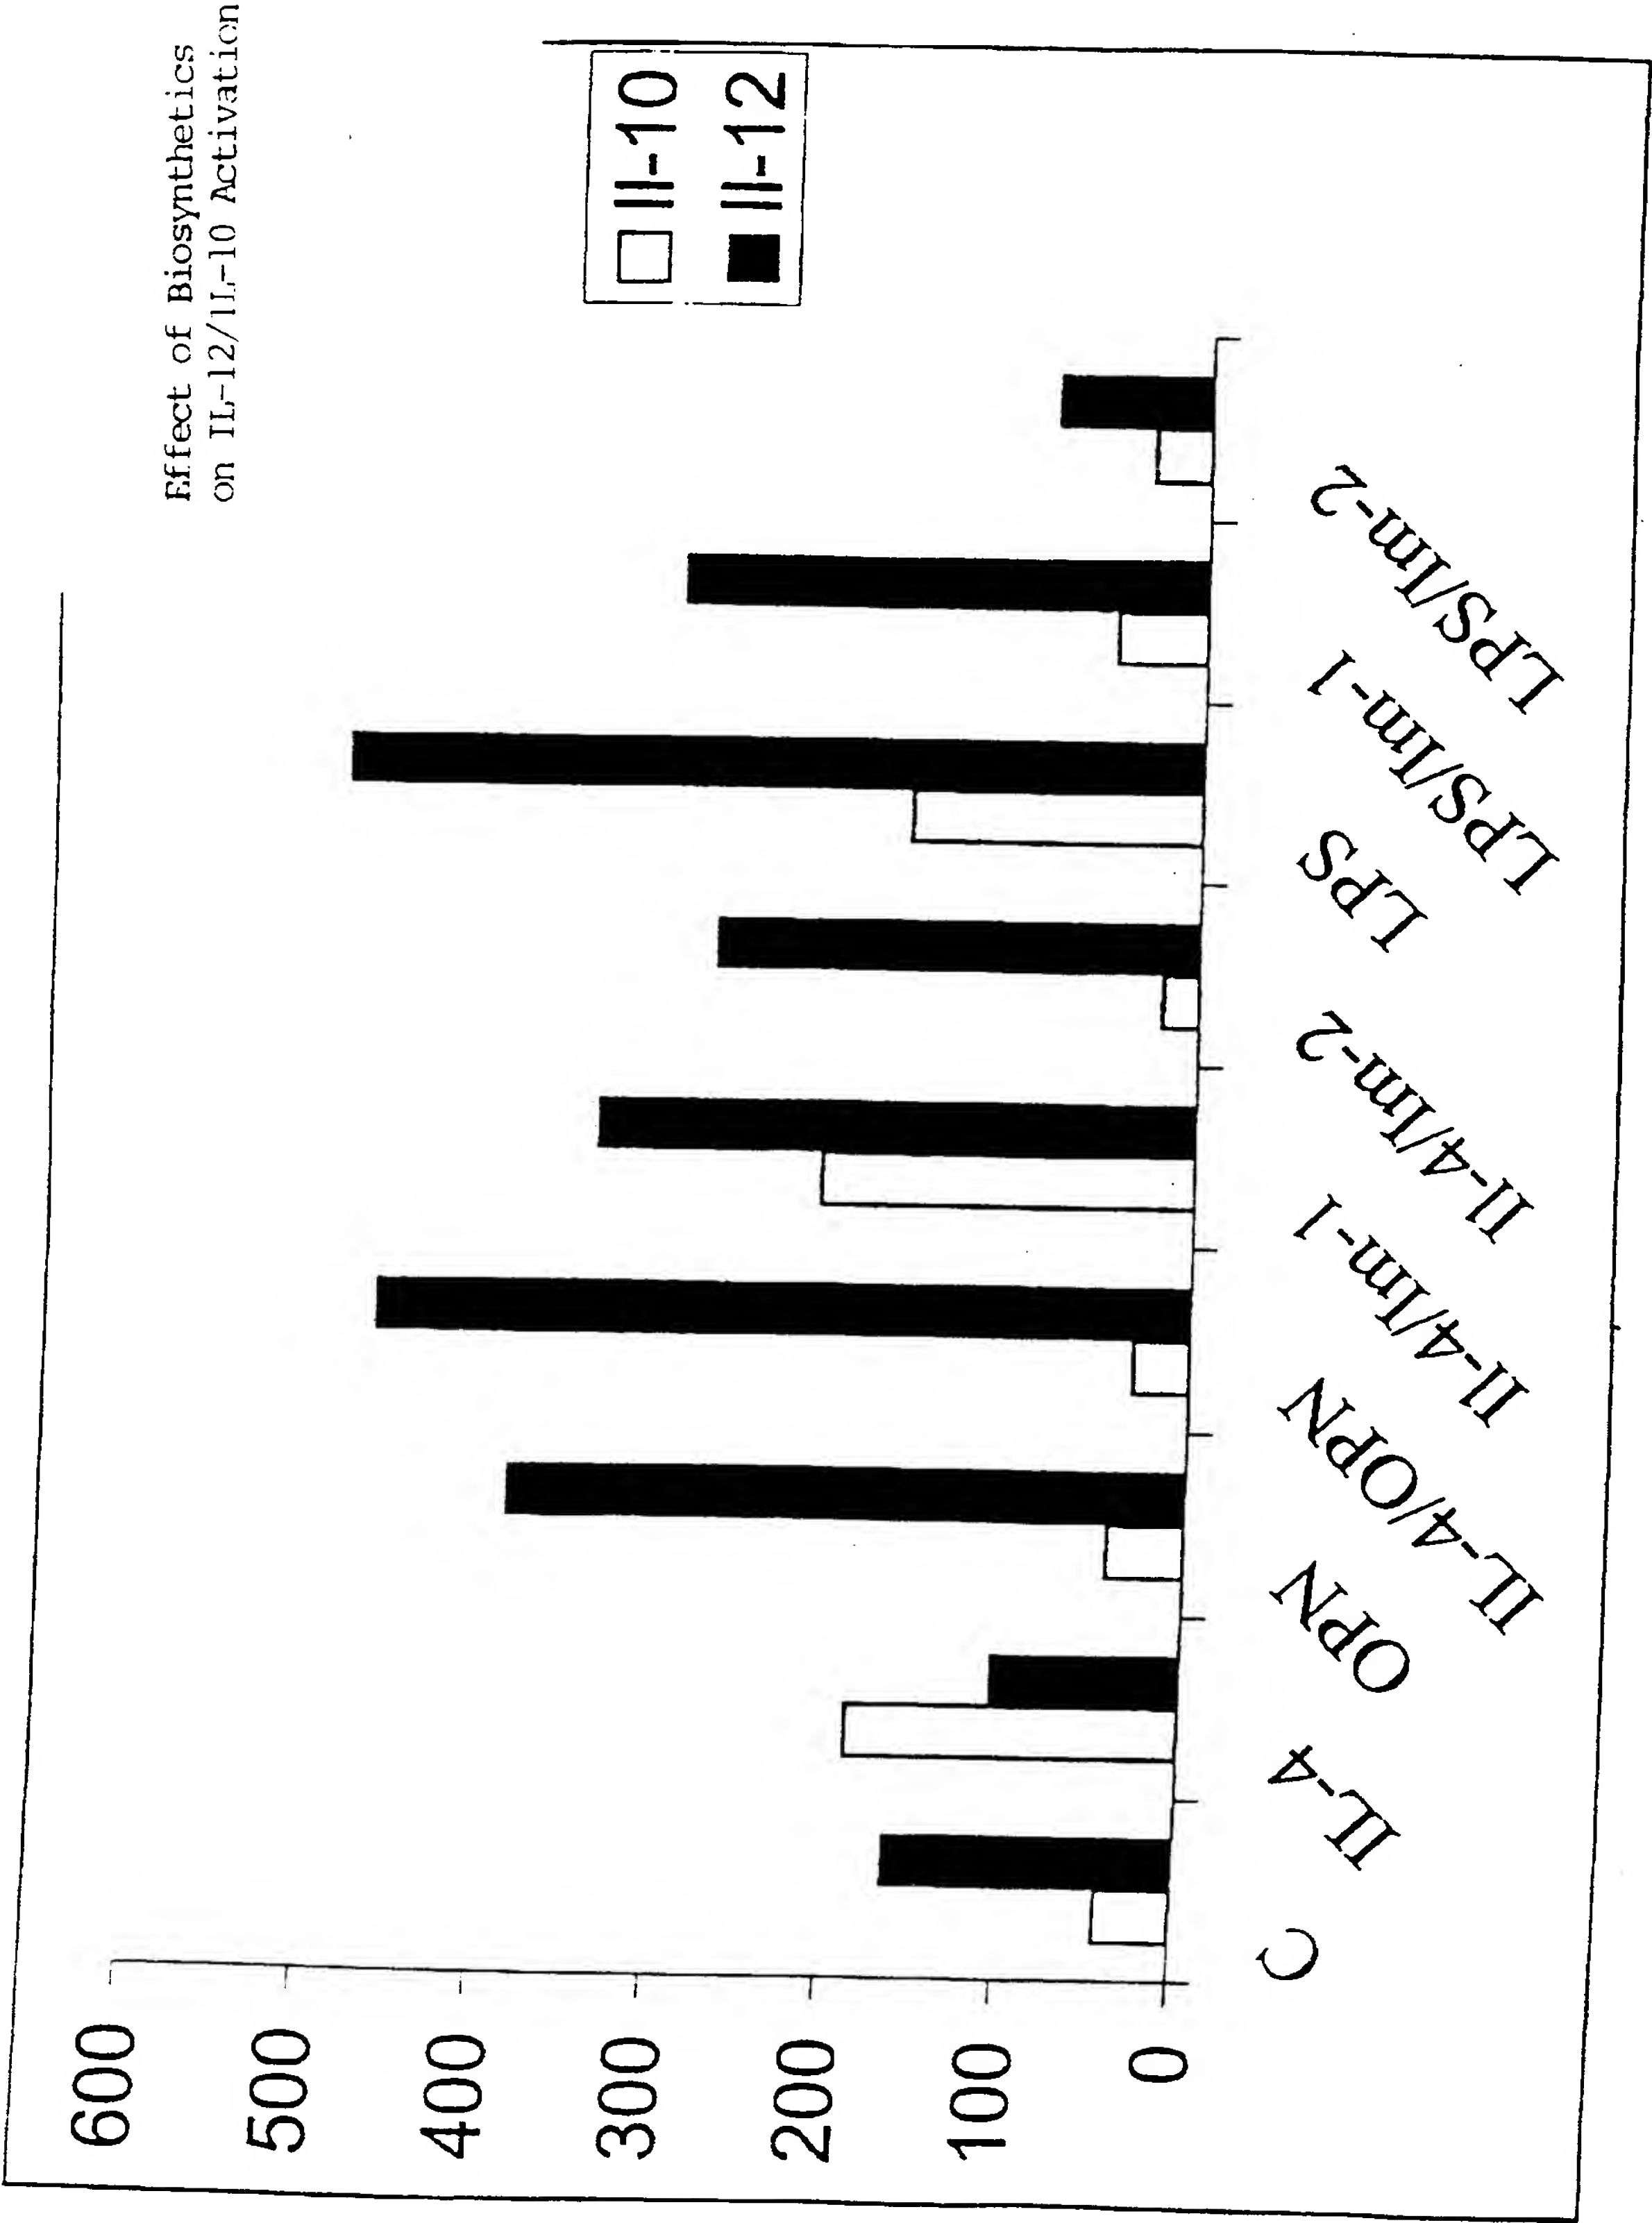 Effect of Biosynthetics
on IL-12/IL-10 Activation
Il-10
Il-12
600
500
400
300
200
100
0
C
IL-4
OPN
IL-4/OPN
Il-4/Im-1
Il-4/Im-2
LPS
LPS/Im-1
LPS/Im-2